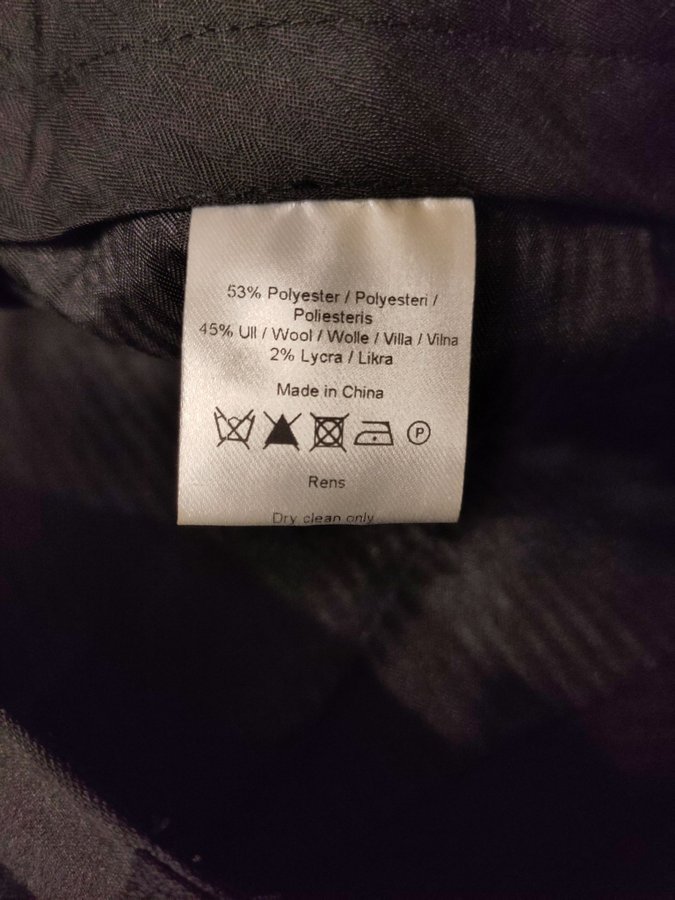 53% Polyester / Polyesteri /
Poliesteris
45% Ull / Wool / Wolle / Villa / Vilna
2% Lycra / Likra
Made in China
P
Rens
Dry clean only